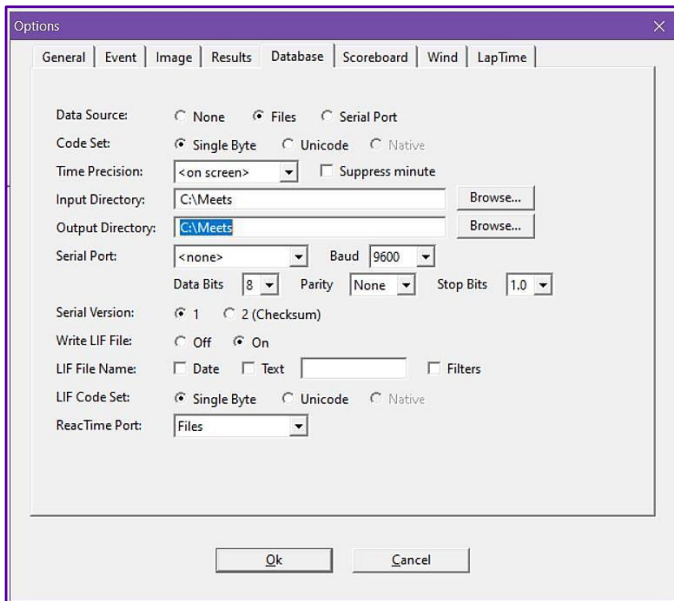 Options
General Event Image Results Database Scoreboard Wind LapTime
Data Source: None Files Serial Port
Code Set: Single Byte Unicode Native
Time Precision: <on screen> Suppress minute
Input Directory: C:\Meets Browse...
Output Directory: C:\Meets Browse...
Serial Port: <none> Baud 9600
Data Bits 8 Parity None Stop Bits 1.0
Serial Version: 1 2 (Checksum)
Write LIF File: Off On
LIF File Name: Date Text Filters
LIF Code Set: Single Byte Unicode Native
ReacTime Port: Files
Ok Cancel